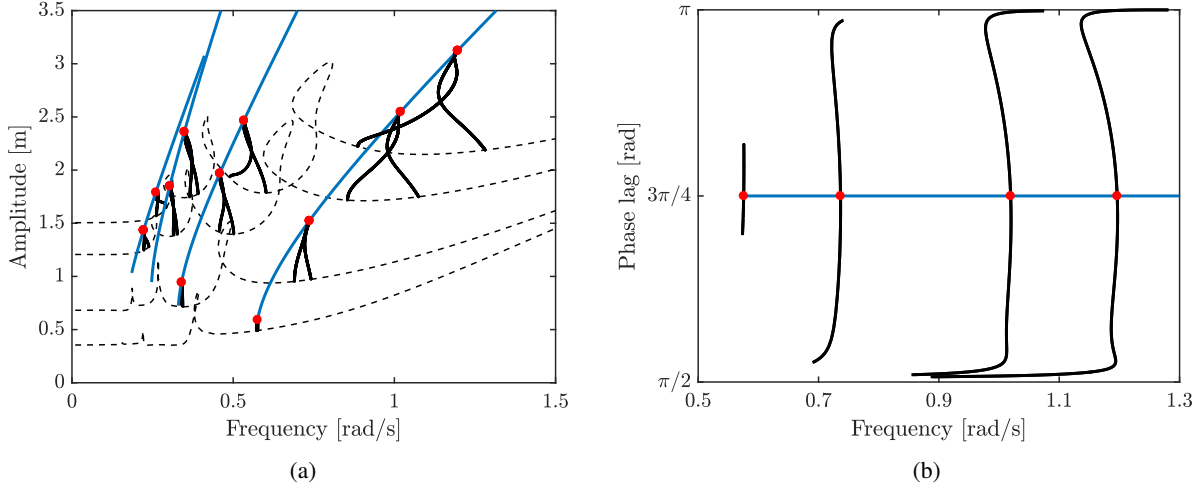 3.5
3
2.5
2
1.5
1
0.5
0
Amplitude [m]
0
0.5
1
1.5
Frequency [rad/s]
(a)
π
3π/4
π/2
Phase lag [rad]
0.5
0.7
0.9
1.1
1.3
Frequency [rad/s]
(b)